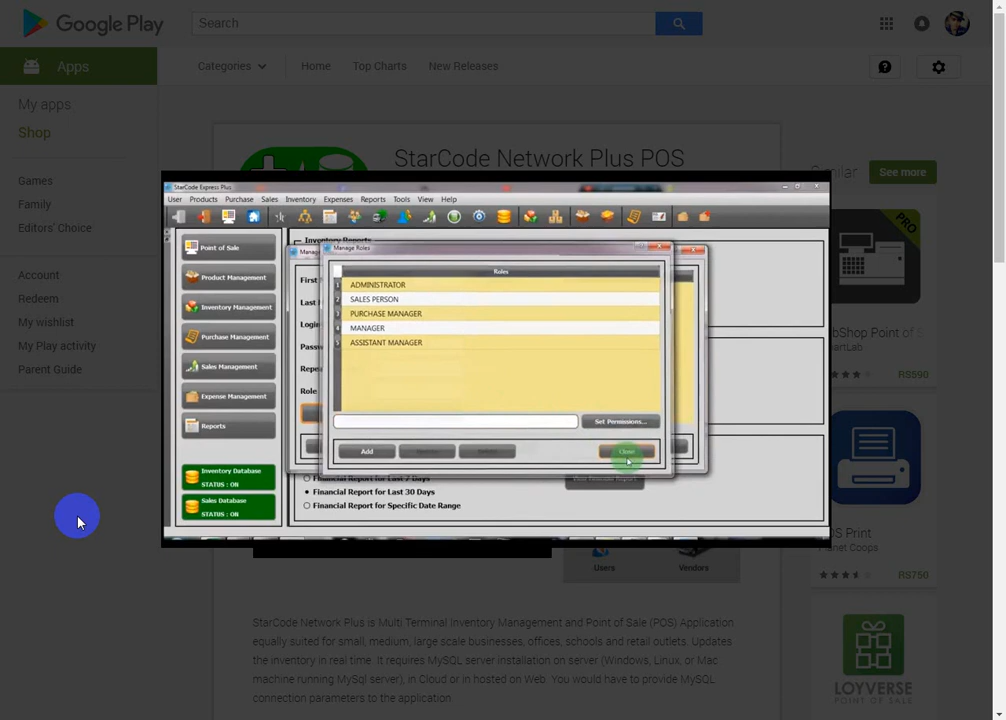 Google Play
Search
Apps
Categories
Home
Top Charts
New Releases
My apps
Shop
Games
Family
Editors' Choice
Account
Redeem
My wishlist
My Play activity
Parent Guide
StarCode Network Plus POS
Similar
See more
StarCode Express Plus
User
Products
Purchase
Sales
Inventory
Expenses
Reports
Tools
View
Help
Point of Sale
Product Management
Inventory Management
Purchase Management
Sales Management
Expense Management
Reports
Inventory Database
STATUS : ON
Sales Database
STATUS : ON
Inventory Reports
Manage Roles
Roles
1 ADMINISTRATOR
2 SALES PERSON
3 PURCHASE MANAGER
4 MANAGER
5 ASSISTANT MANAGER
Set Permissions...
Add
Close
Role
Financial Report for Last 7 Days
Financial Report for Last 30 Days
Financial Report for Specific Date Range
Users
Vendors
PRO
RS590
RS750
LOYVERSE
POINT OF SALE
StarCode Network Plus is Multi Terminal Inventory Management and Point of Sale (POS) Application
equally suited for small, medium, large scale businesses, offices, schools and retail outlets. Updates
the inventory in real time. It requires MySQL server installation on server (Windows, Linux, or Mac
machine running MySql server), in Cloud or in hosted on Web. You would have to provide MySQL
connection parameters to the application